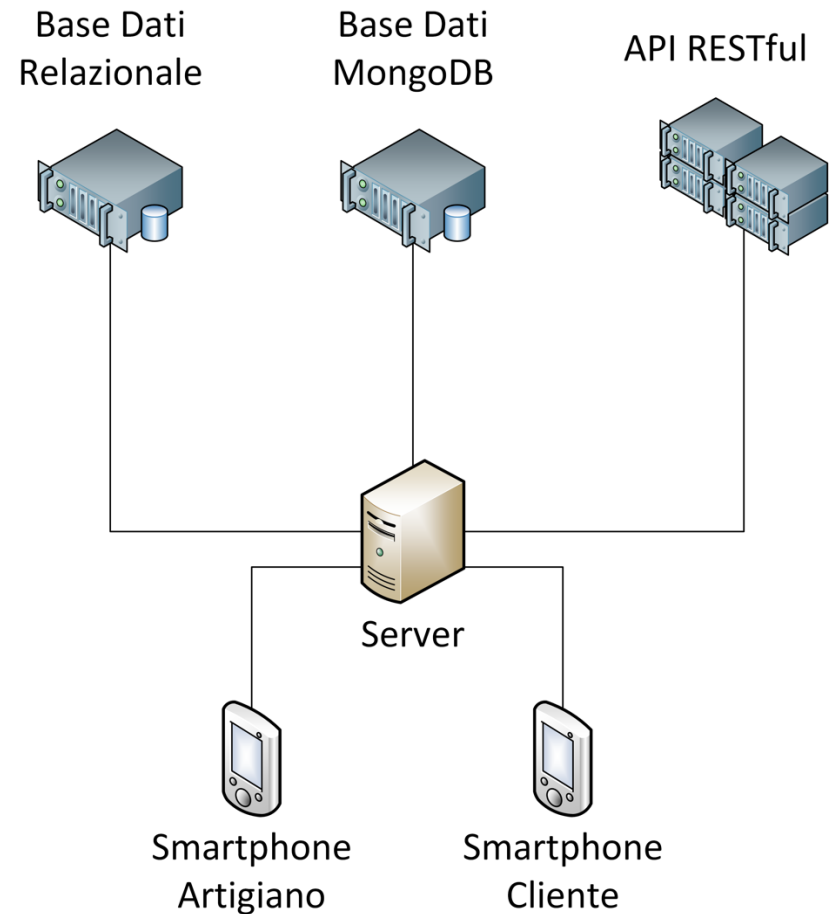 Base Dati
Relazionale
Base Dati
MongoDB
API RESTful
Server
Smartphone
Artigiano
Smartphone
Cliente